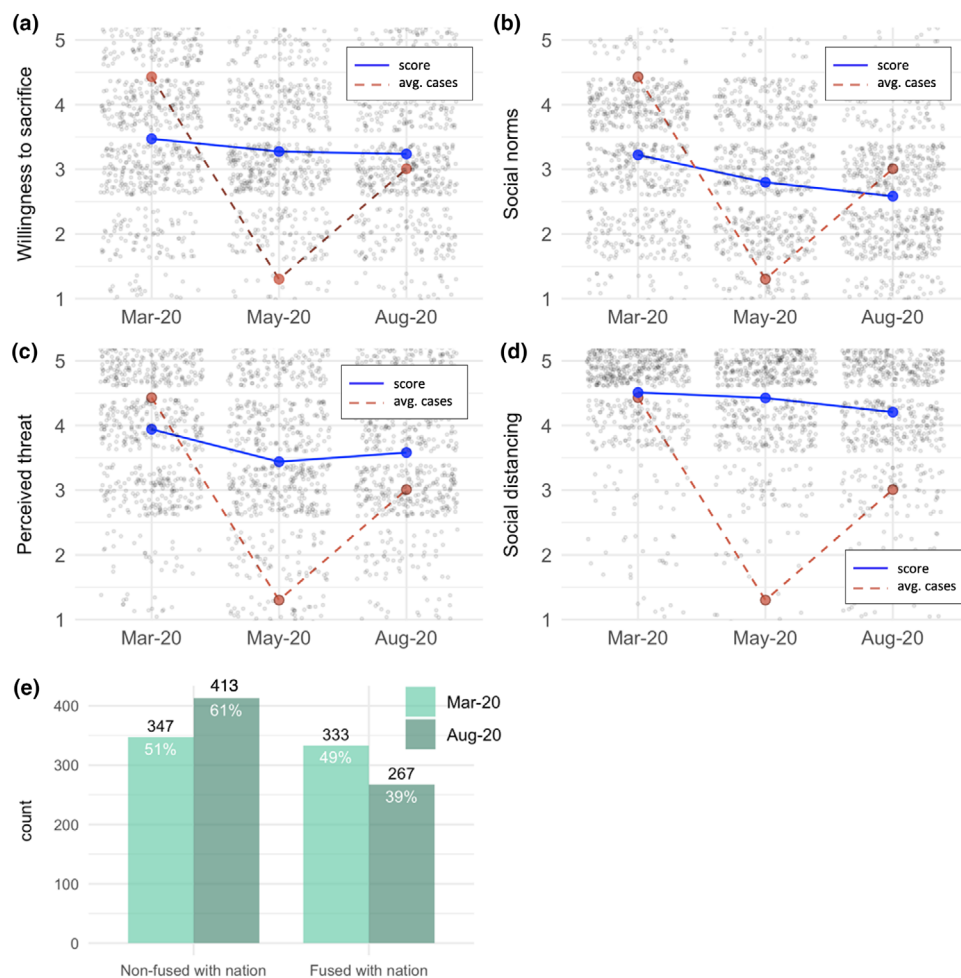 (a)
Willingness to sacrifice
5
4
3
2
1
score
avg. cases
Mar-20 May-20 Aug-20
(b)
Social norms
5
4
3
2
1
score
avg. cases
Mar-20 May-20 Aug-20
(c)
Perceived threat
5
4
3
2
1
score
avg. cases
Mar-20 May-20 Aug-20
(d)
Social distancing
5
4
3
2
1
score
avg. cases
Mar-20 May-20 Aug-20
(e)
count
400
300
200
100
0
347
51%
413
61%
333
49%
267
39%
Mar-20
Aug-20
Non-fused with nation Fused with nation